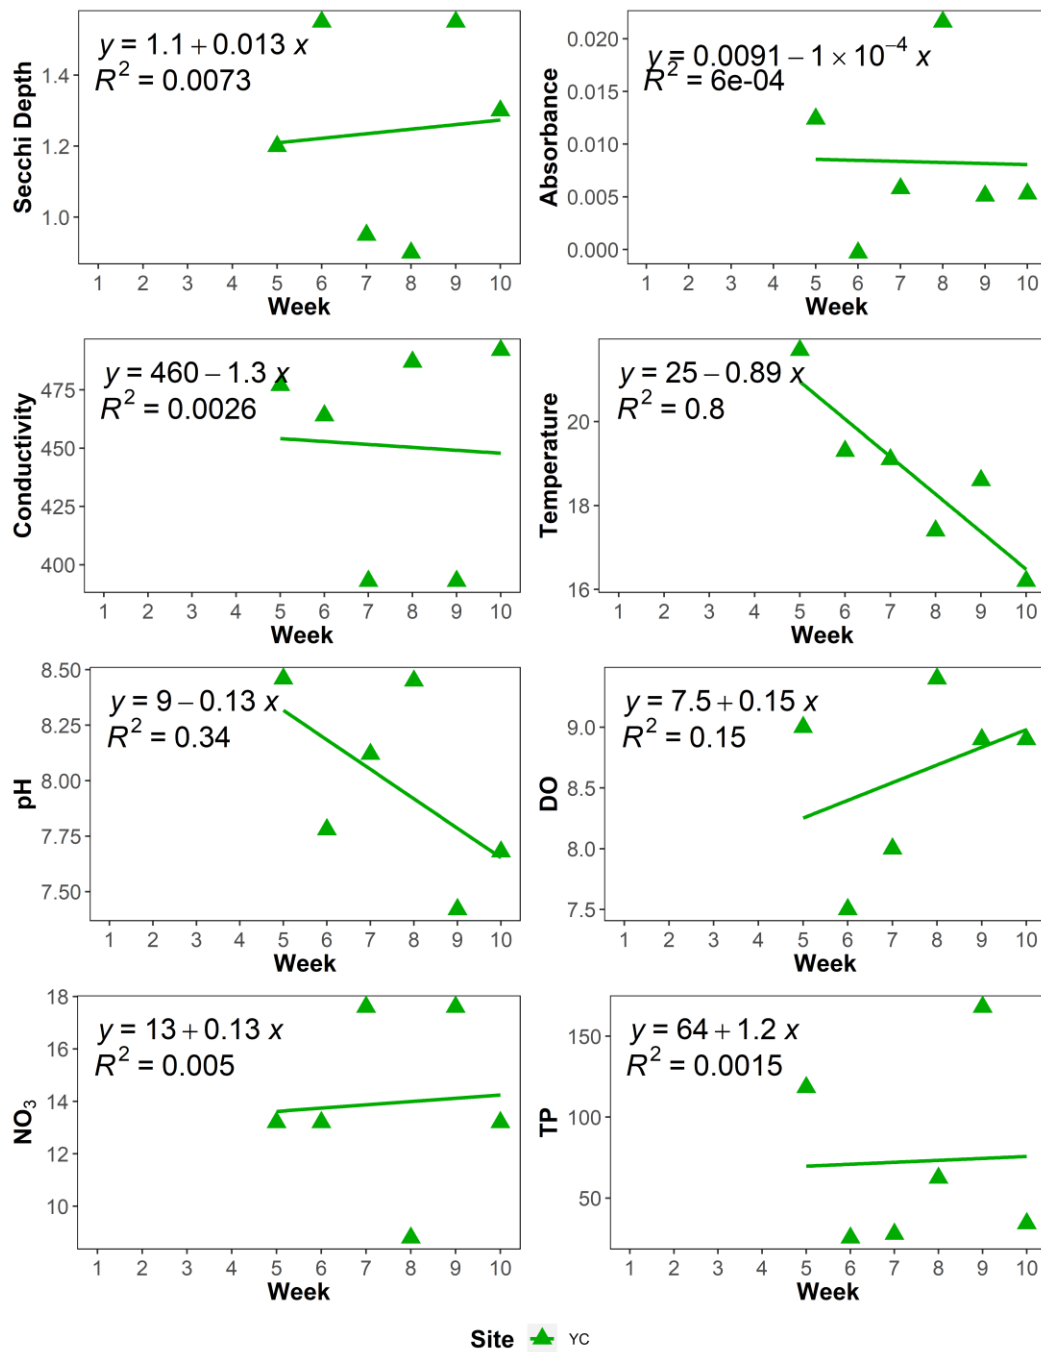 y = 1.1 + 0.013 x
R² = 0.0073
Secchi Depth
1.4
1.2
1.0
1 2 3 4 5 6 7 8 9 10
Week
y = 0.0091 − 1 × 10⁻⁴ x
R² = 6e-04
Absorbance
0.020
0.015
0.010
0.005
0.000
1 2 3 4 5 6 7 8 9 10
Week
y = 460 − 1.3 x
R² = 0.0026
Conductivity
475
450
425
400
1 2 3 4 5 6 7 8 9 10
Week
y = 25 − 0.89 x
R² = 0.8
Temperature
20
18
16
1 2 3 4 5 6 7 8 9 10
Week
y = 9 − 0.13 x
R² = 0.34
pH
8.50
8.25
8.00
7.75
7.50
1 2 3 4 5 6 7 8 9 10
Week
y = 7.5 + 0.15 x
R² = 0.15
DO
9.0
8.5
8.0
7.5
1 2 3 4 5 6 7 8 9 10
Week
y = 13 + 0.13 x
R² = 0.005
NO₃
18
16
14
12
10
1 2 3 4 5 6 7 8 9 10
Week
y = 64 + 1.2 x
R² = 0.0015
TP
150
100
50
1 2 3 4 5 6 7 8 9 10
Week
Site YC